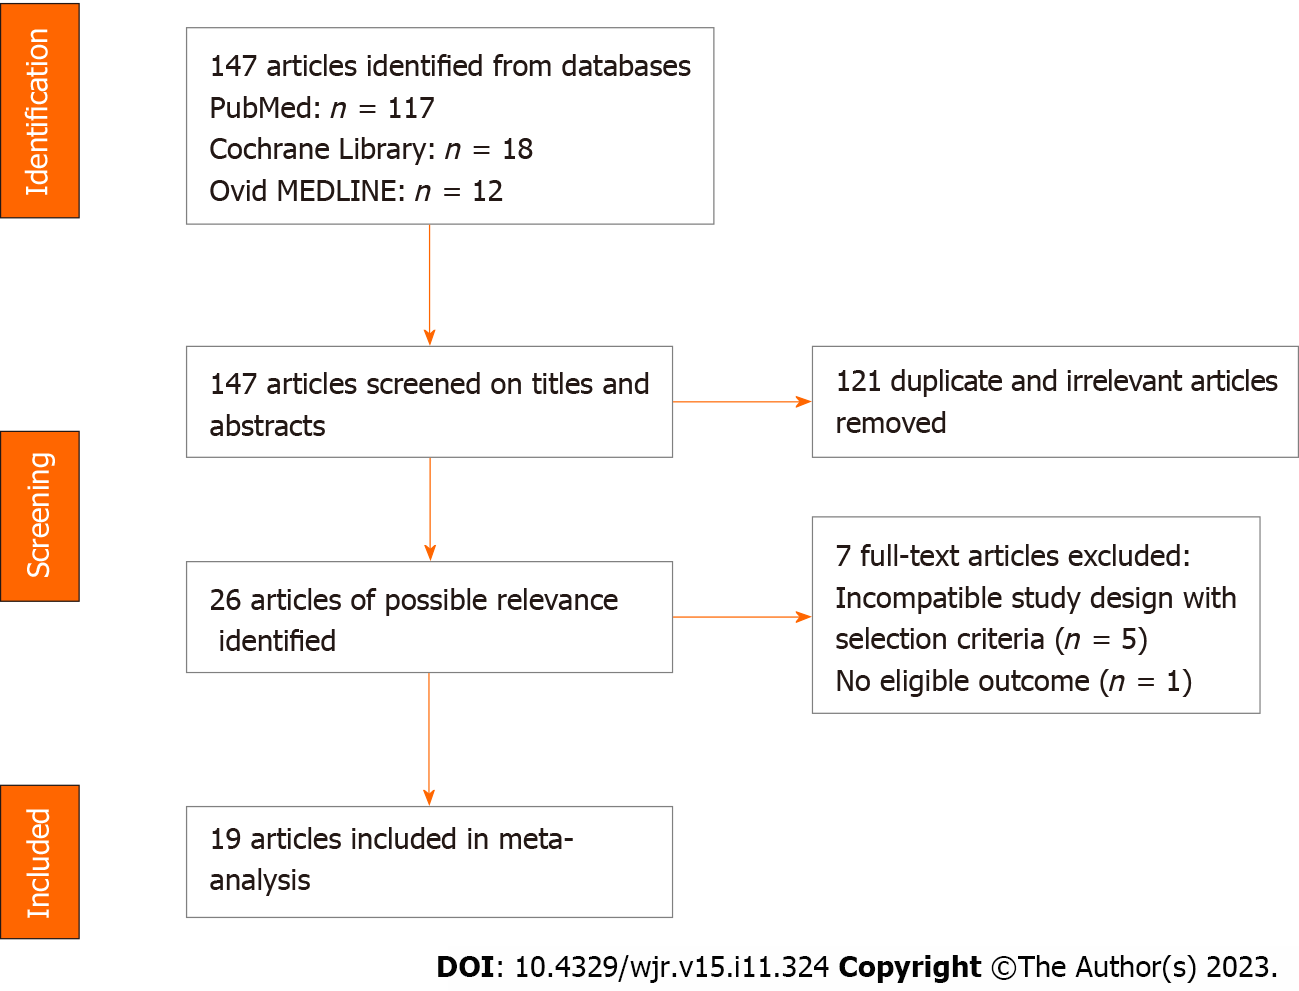 Identification
147 articles identified from databases
PubMed: n = 117
Cochrane Library: n = 18
Ovid MEDLINE: n = 12
Screening
147 articles screened on titles and
abstracts
121 duplicate and irrelevant articles
removed
26 articles of possible relevance
identified
7 full-text articles excluded:
Incompatible study design with
selection criteria (n = 5)
No eligible outcome (n = 1)
Included
19 articles included in meta-
analysis
DOI: 10.4329/wjr.v15.i11.324 Copyright ©The Author(s) 2023.